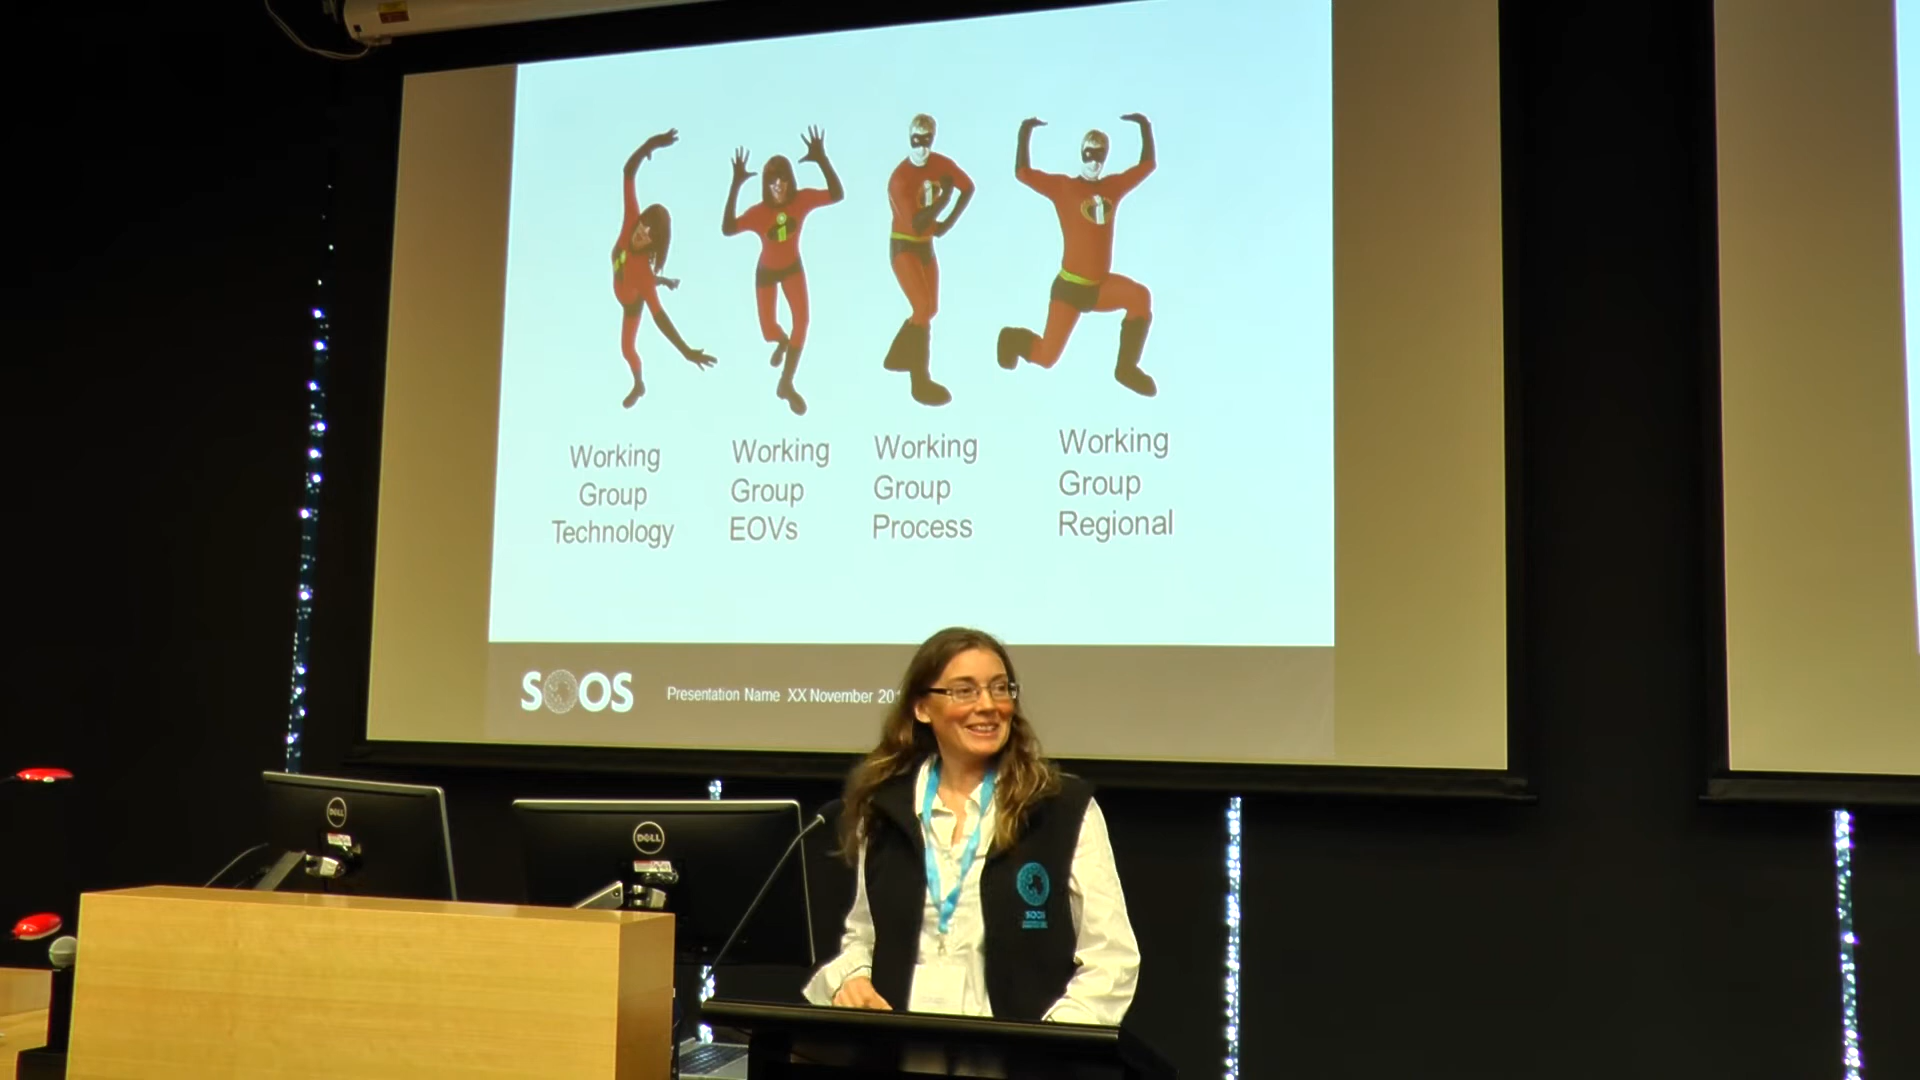 Working
Group
Technology
Working
Group
EOVs
Working
Group
Process
Working
Group
Regional
SOOS
Presentation Name XX November
DELL
DELL
SOOS